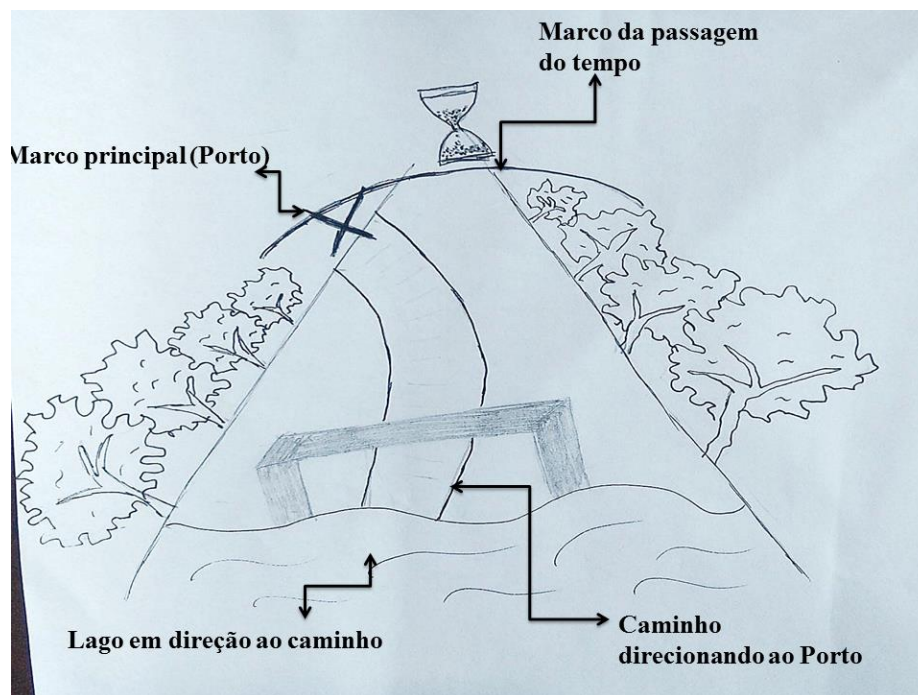 Marco da passagem
do tempo
Marco principal (Porto)
Lago em direção ao caminho
Caminho
direcionando ao Porto